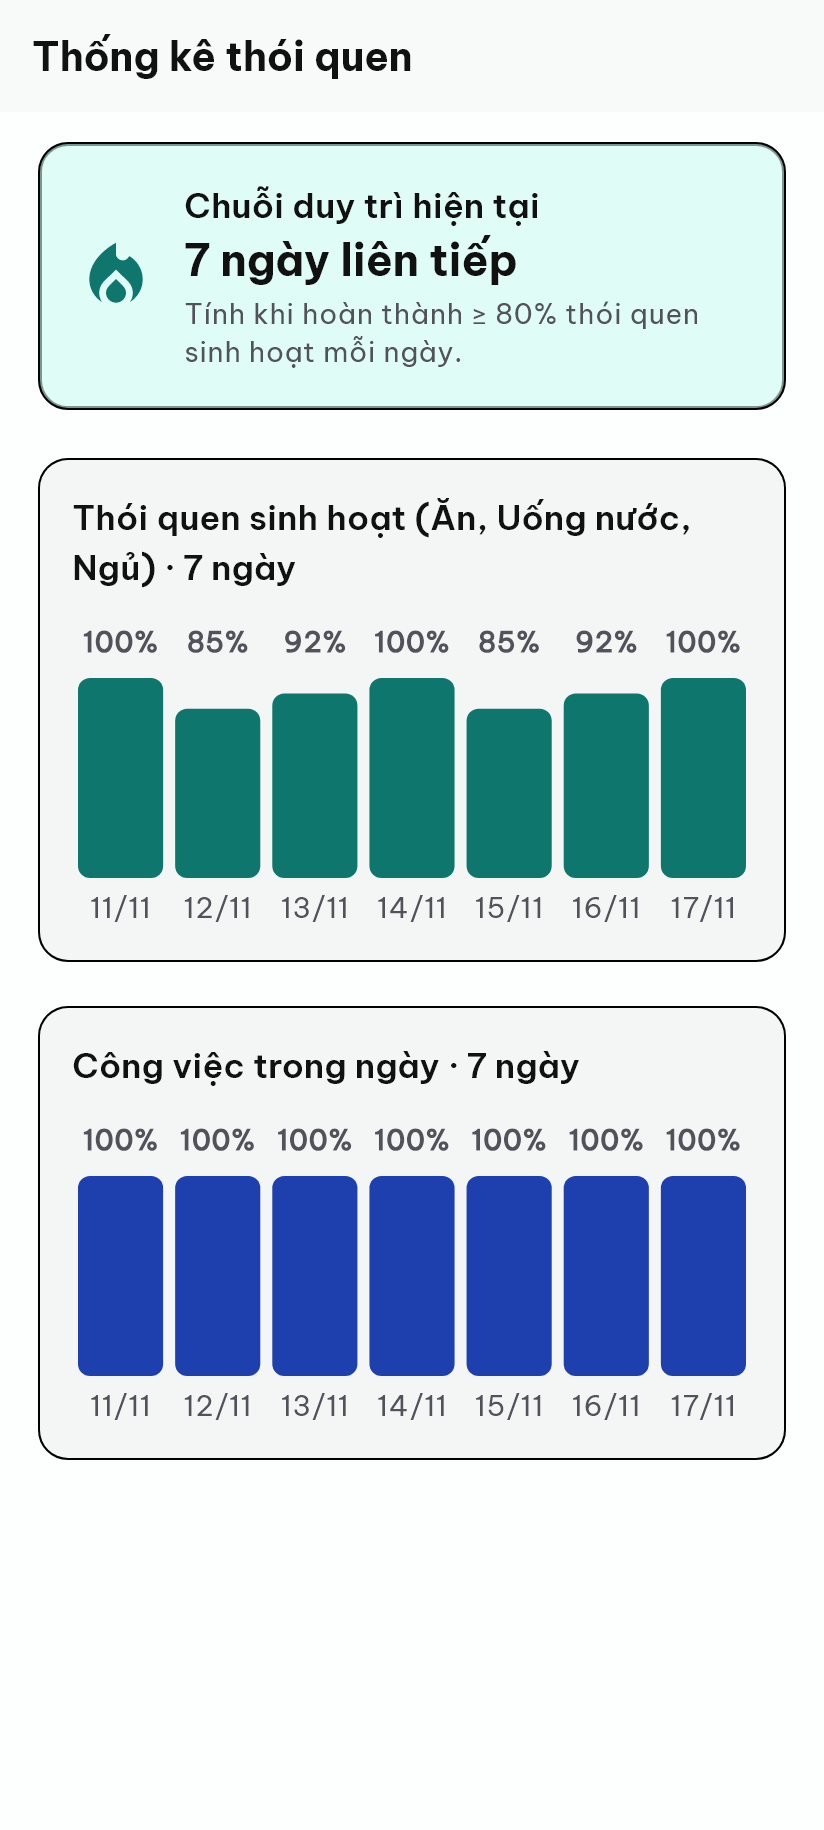 Thống kê thói quen
Chuỗi duy trì hiện tại
7 ngày liên tiếp
Tính khi hoàn thành ≥ 80% thói quen
sinh hoạt mỗi ngày.
Thói quen sinh hoạt (Ăn, Uống nước,
Ngủ) · 7 ngày
100% 85% 92% 100% 85% 92% 100%
11/11 12/11 13/11 14/11 15/11 16/11 17/11
Công việc trong ngày · 7 ngày
100% 100% 100% 100% 100% 100% 100%
11/11 12/11 13/11 14/11 15/11 16/11 17/11